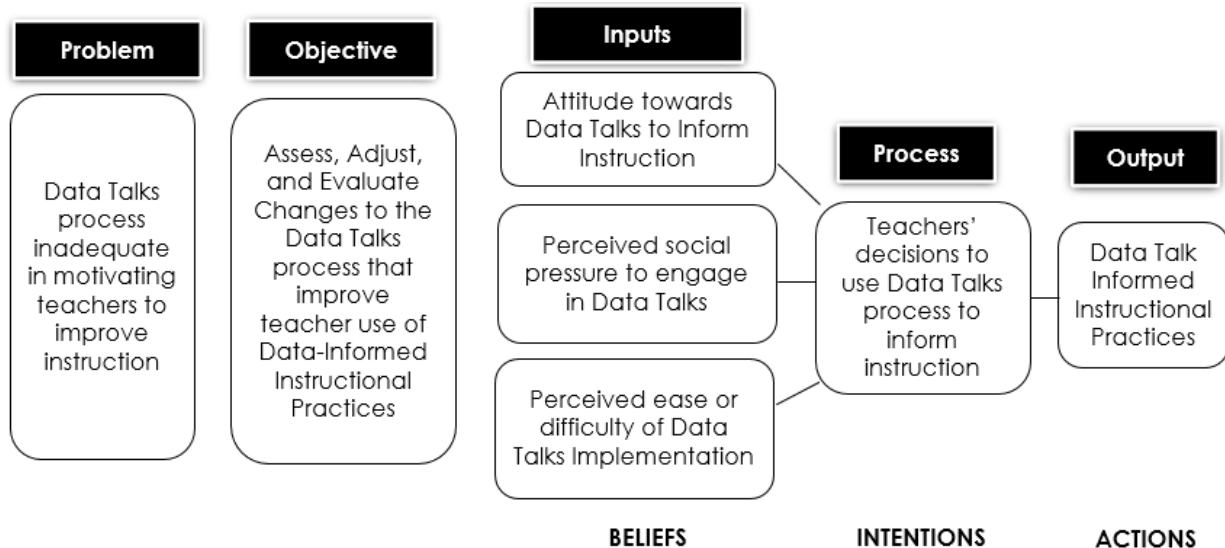 Problem
Data Talks
process
inadequate
in motivating
teachers to
improve
instruction
Objective
Assess, Adjust,
and Evaluate
Changes to the
Data Talks
process that
improve
teacher use of
Data-Informed
Instructional
Practices
Inputs
Attitude towards
Data Talks to Inform
Instruction
Perceived social
pressure to engage
in Data Talks
Perceived ease or
difficulty of Data
Talks Implementation
BELIEFS
Process
Teachers’
decisions to
use Data Talks
process to
inform
instruction
INTENTIONS
Output
Data Talk
Informed
Instructional
Practices
ACTIONS